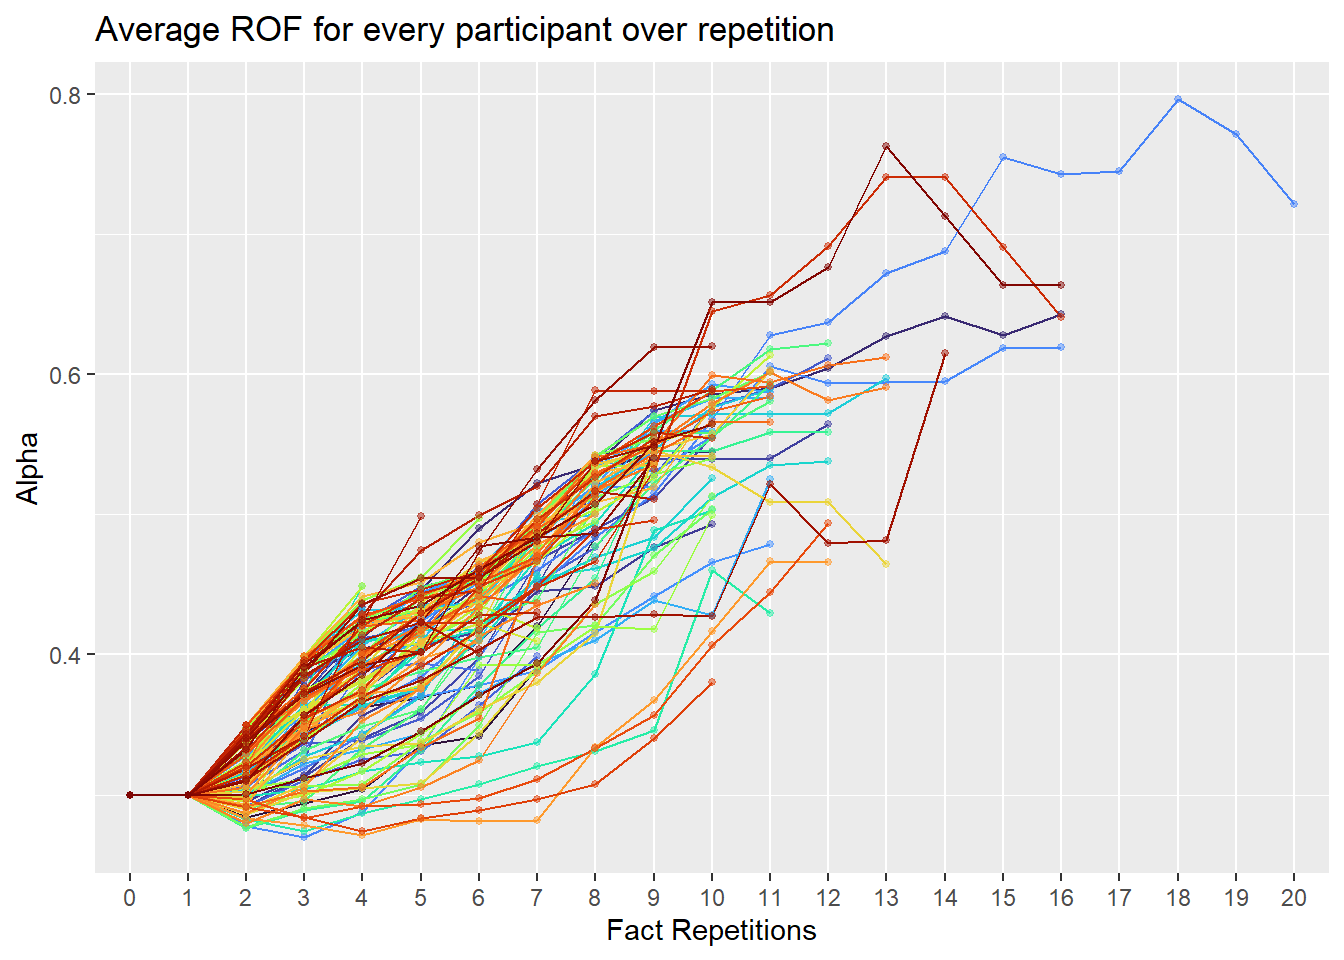 Average ROF for every participant over repetition
0.8
0.6
0.4
Alpha
0 1 2 3 4 5 6 7 8 9 10 11 12 13 14 15 16 17 18 19 20
Fact Repetitions